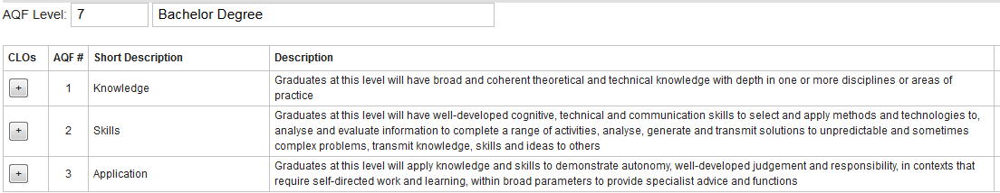 AQF Level: 7 Bachelor Degree
CLOs AQF # Short Description Description
+ 1 Knowledge Graduates at this level will have broad and coherent theoretical and technical knowledge with depth in one or more disciplines or areas of
practice
+ 2 Skills Graduates at this level will have well-developed cognitive, technical and communication skills to select and apply methods and technologies to,
analyse and evaluate information to complete a range of activities, analyse, generate and transmit solutions to unpredictable and sometimes
complex problems, transmit knowledge, skills and ideas to others
+ 3 Application Graduates at this level will apply knowledge and skills to demonstrate autonomy, well-developed judgement and responsibility, in contexts that
require self-directed work and learning, within broad parameters to provide specialist advice and functions